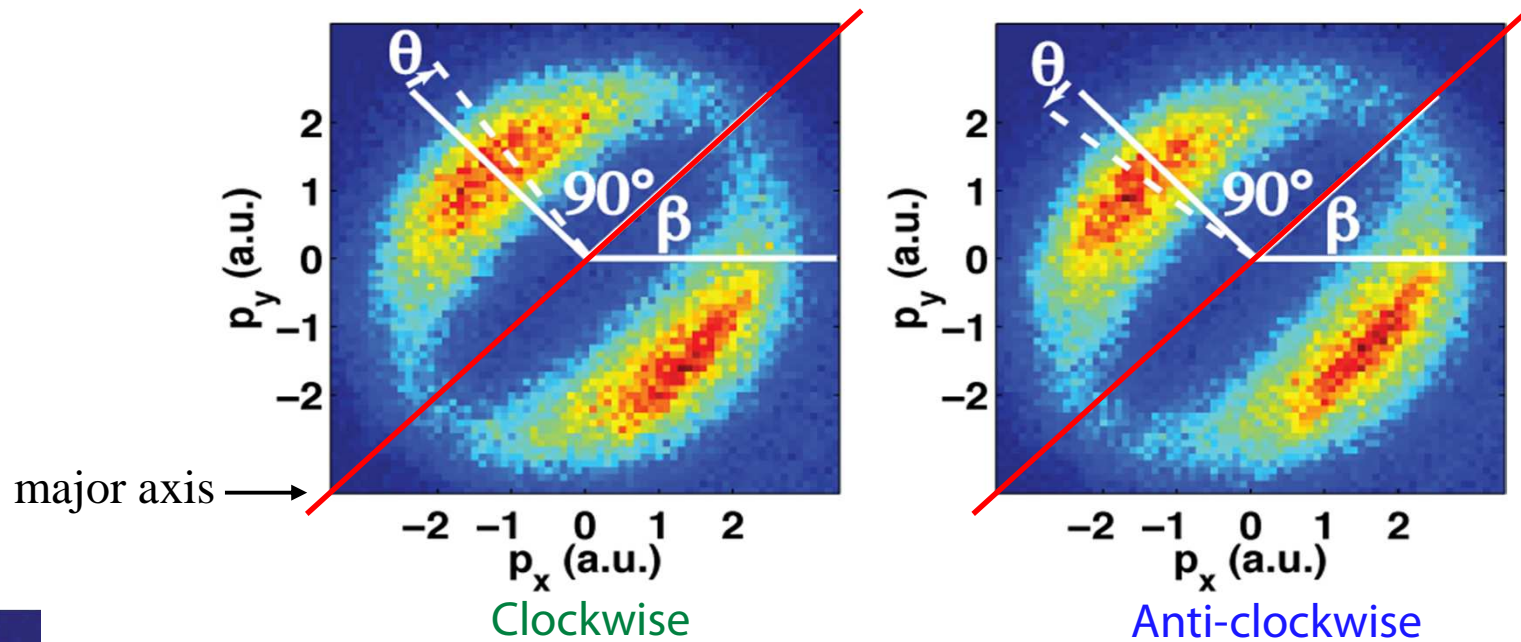 θ
90°
β
2
1
0
−1
−2
p_y (a.u.)
−2 −1 0 1 2
p_x (a.u.)
Clockwise
major axis
θ
90°
β
2
1
0
−1
−2
p_y (a.u.)
−2 −1 0 1 2
p_x (a.u.)
Anti-clockwise